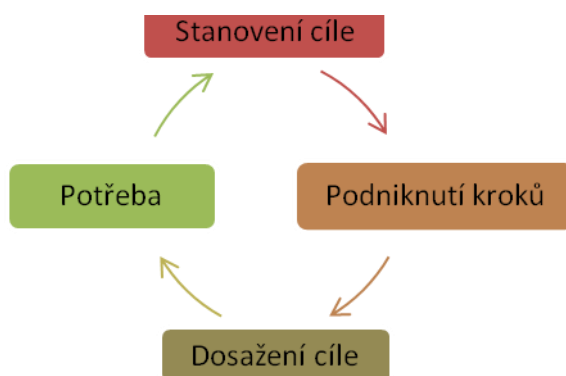 Stanovení cíle
Potřeba
Podniknutí kroků
Dosažení cíle